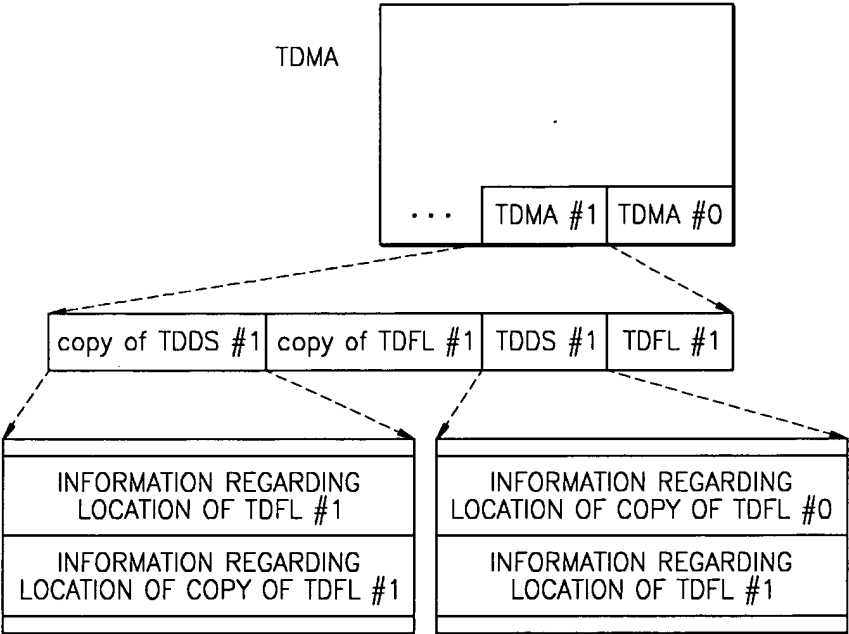 TDMA
... TDMA #1 TDMA #0
copy of TDDS #1 copy of TDFL #1 TDDS #1 TDFL #1
INFORMATION REGARDING
LOCATION OF TDFL #1
INFORMATION REGARDING
LOCATION OF COPY OF TDFL #1
INFORMATION REGARDING
LOCATION OF COPY OF TDFL #0
INFORMATION REGARDING
LOCATION OF TDFL #1